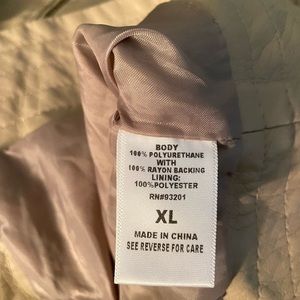 BODY
100% POLYURETHANE
WITH
100% RAYON BACKING
LINING:
100%POLYESTER
RN#93201
XL
MADE IN CHINA
SEE REVERSE FOR CARE